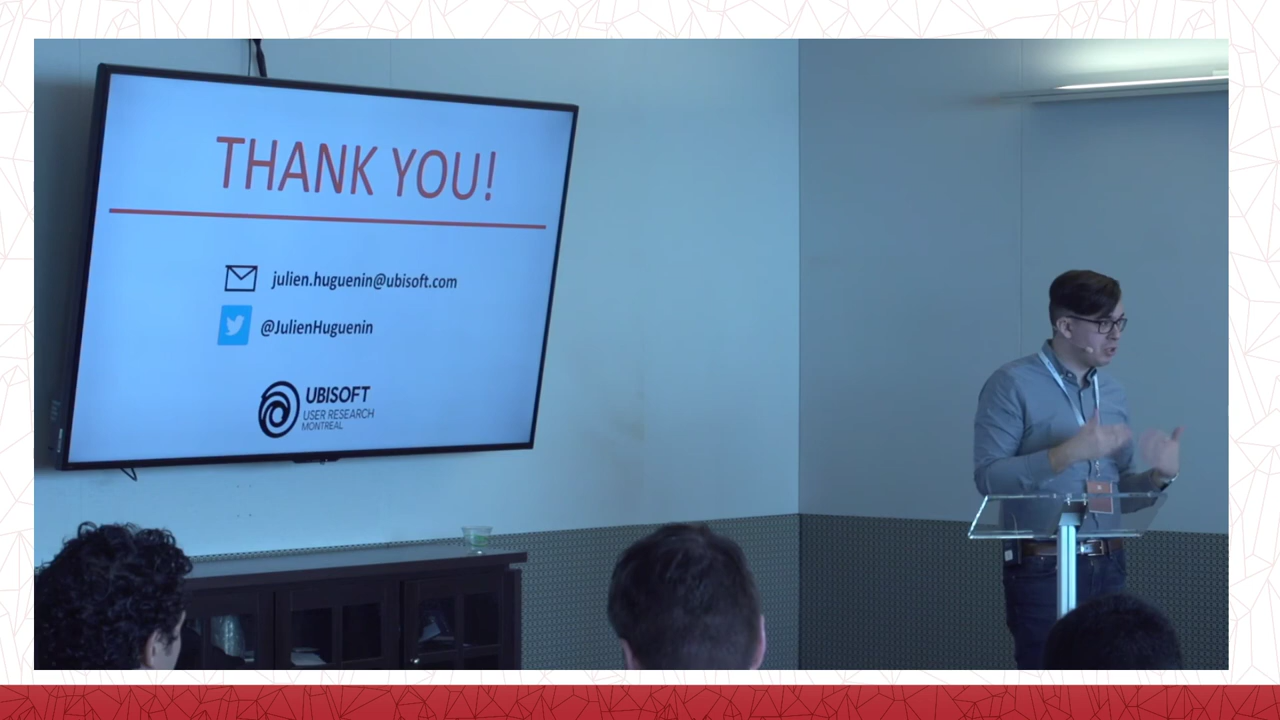 THANK YOU!
julien.huguenin@ubisoft.com
@JulienHuguenin
UBISOFT
USER RESEARCH
MONTREAL